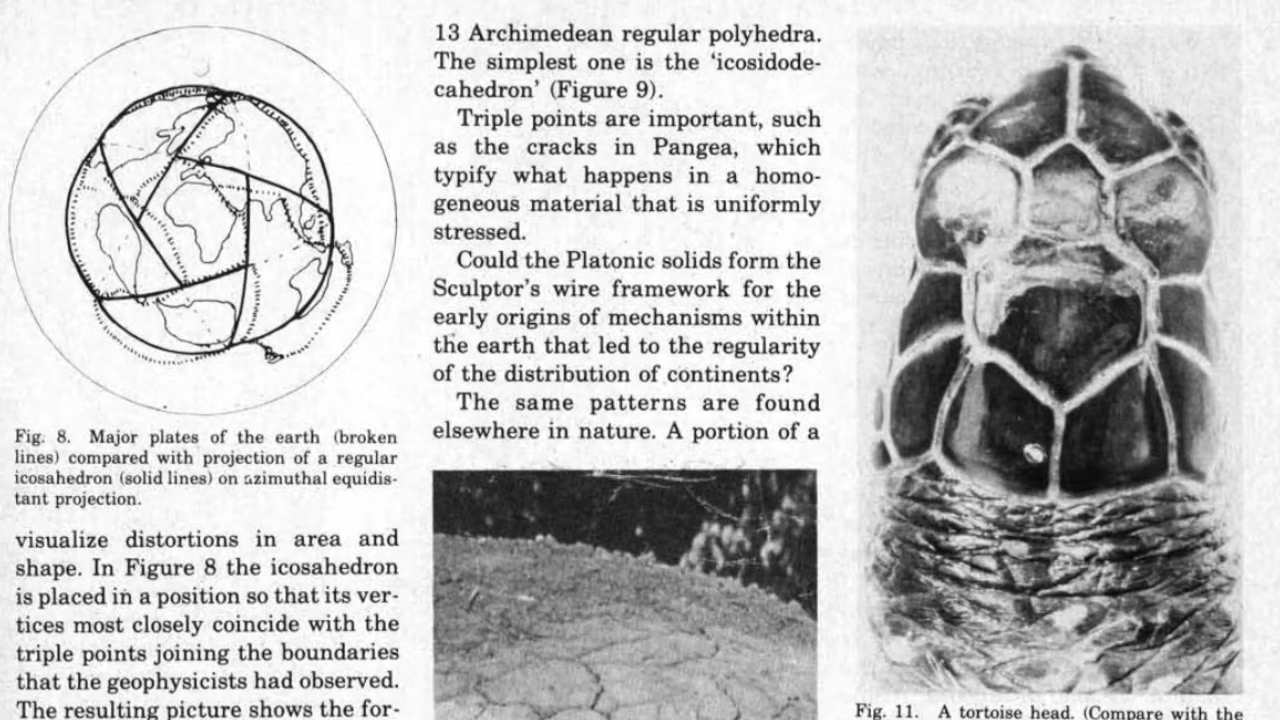 Fig. 8. Major plates of the earth (broken
lines) compared with projection of a regular
icosahedron (solid lines) on azimuthal equidis-
tant projection.
visualize distortions in area and
shape. In Figure 8 the icosahedron
is placed in a position so that its ver-
tices most closely coincide with the
triple points joining the boundaries
that the geophysicists had observed.
The resulting picture shows the for-
13 Archimedean regular polyhedra.
The simplest one is the ‘icosidode-
cahedron’ (Figure 9).
Triple points are important, such
as the cracks in Pangea, which
typify what happens in a homo-
geneous material that is uniformly
stressed.
Could the Platonic solids form the
Sculptor’s wire framework for the
early origins of mechanisms within
the earth that led to the regularity
of the distribution of continents?
The same patterns are found
elsewhere in nature. A portion of a
Fig. 11. A tortoise head. (Compare with the